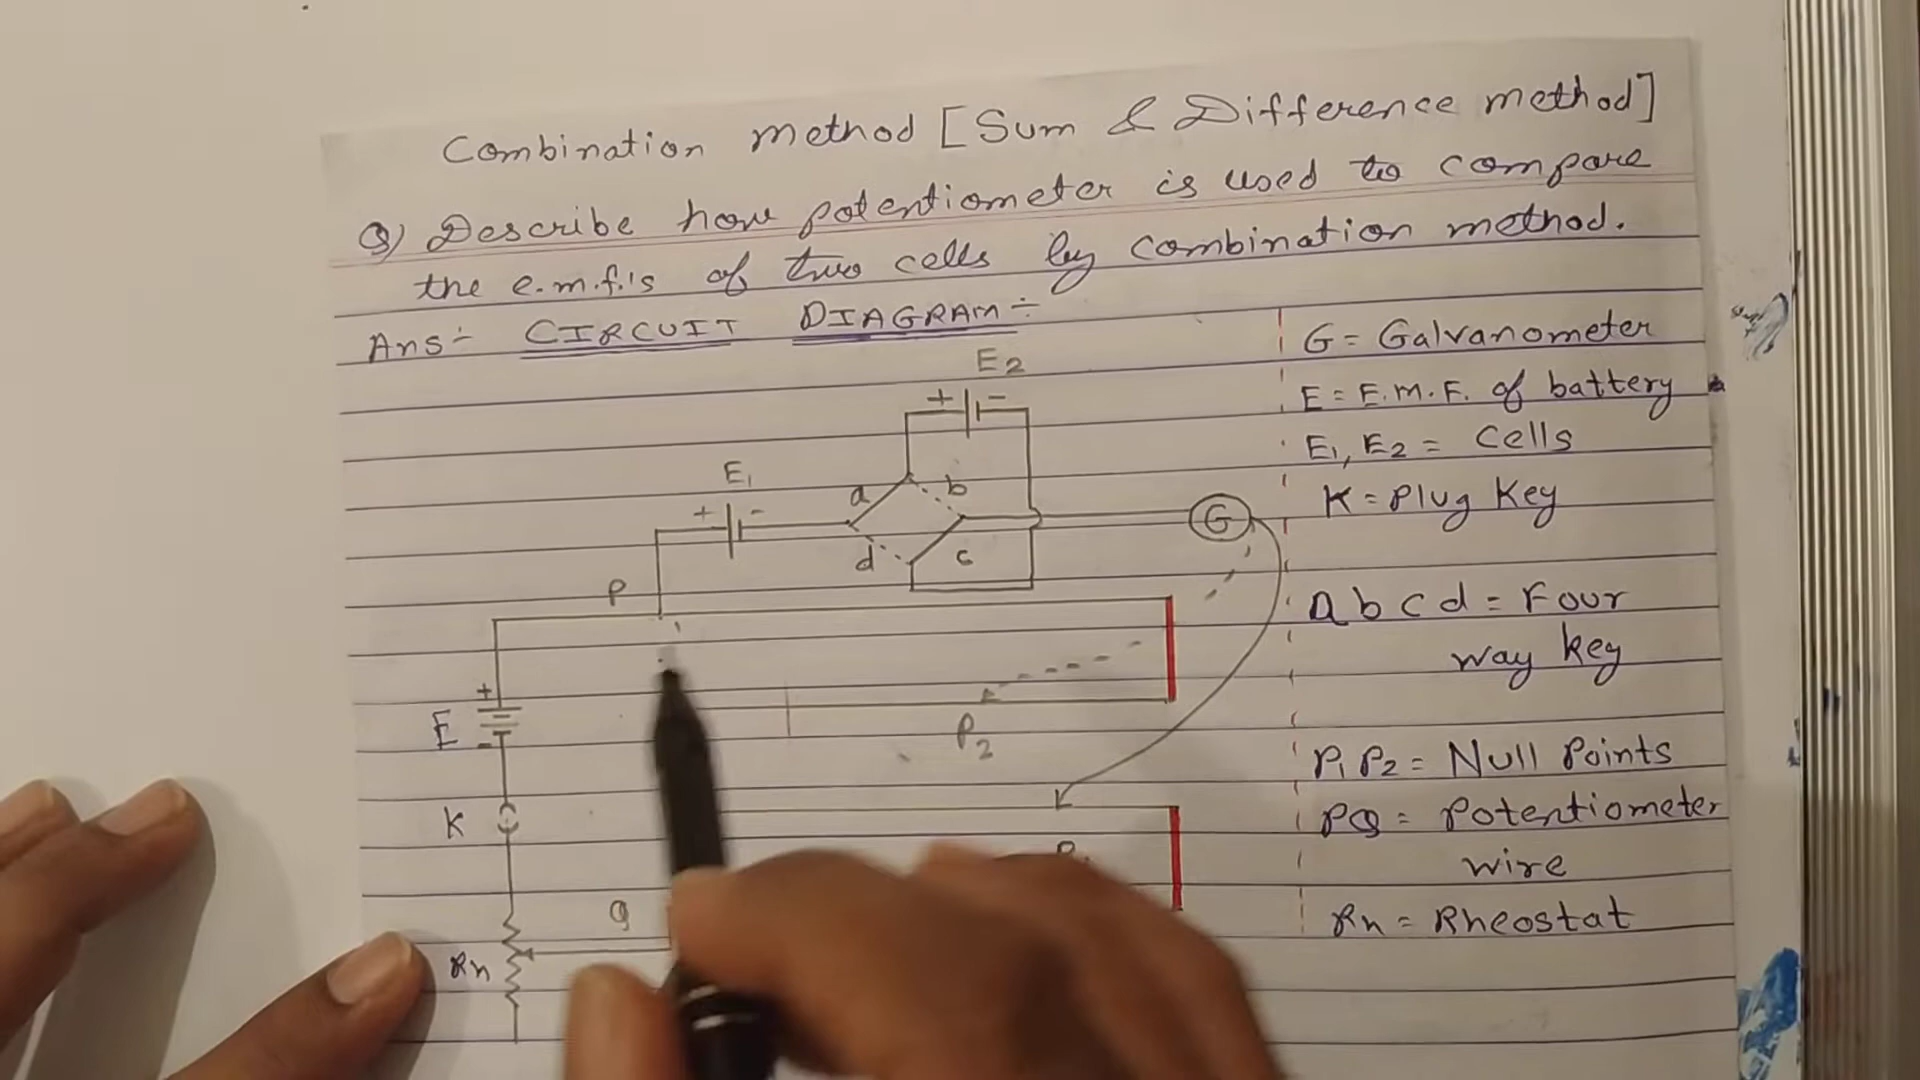 Combination method [Sum & Difference method]
Q) Describe how potentiometer is used to compare
the e.m.f.'s of two cells by combination method.
Ans:- CIRCUIT DIAGRAM:-
E2
+ -
E1
+ -
a b
d c
G
P
+
E
-
P2
K
Q
Rh
G = Galvanometer
E = E.M.F. of battery
E1, E2 = Cells
K = Plug Key
a b c d = Four
way key
P1 P2 = Null Points
PQ = Potentiometer
wire
Rh = Rheostat